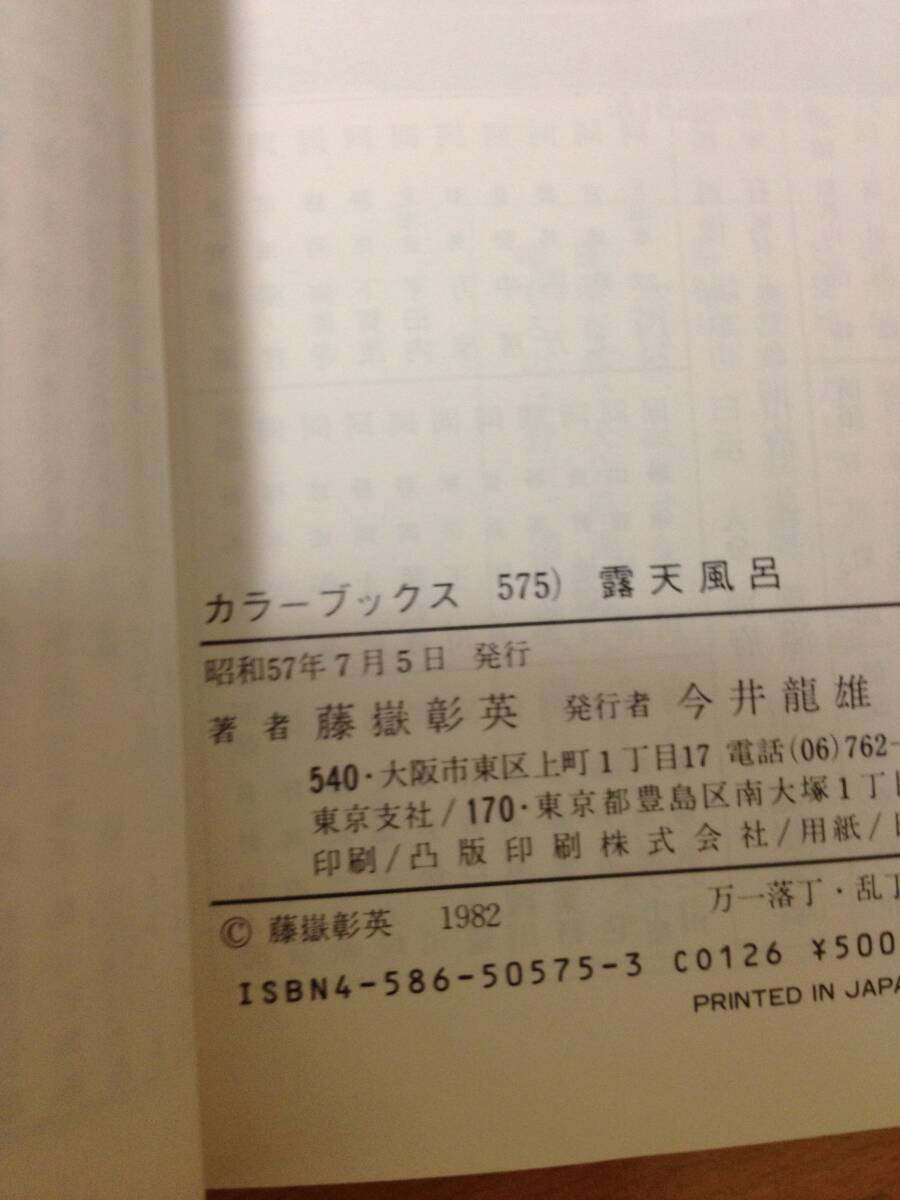 カラーブックス 575) 露天風呂
昭和57年7月5日 発行
著者 藤嶽彰英 発行者 今井龍雄
540・大阪市東区上町1丁目17 電話(06)762-
東京支社/170・東京都豊島区南大塚1丁目
印刷/凸版印刷株式会社/用紙/
万一落丁・乱丁
© 藤嶽彰英 1982
ISBN4-586-50575-3 C0126 ¥500
PRINTED IN JAPA